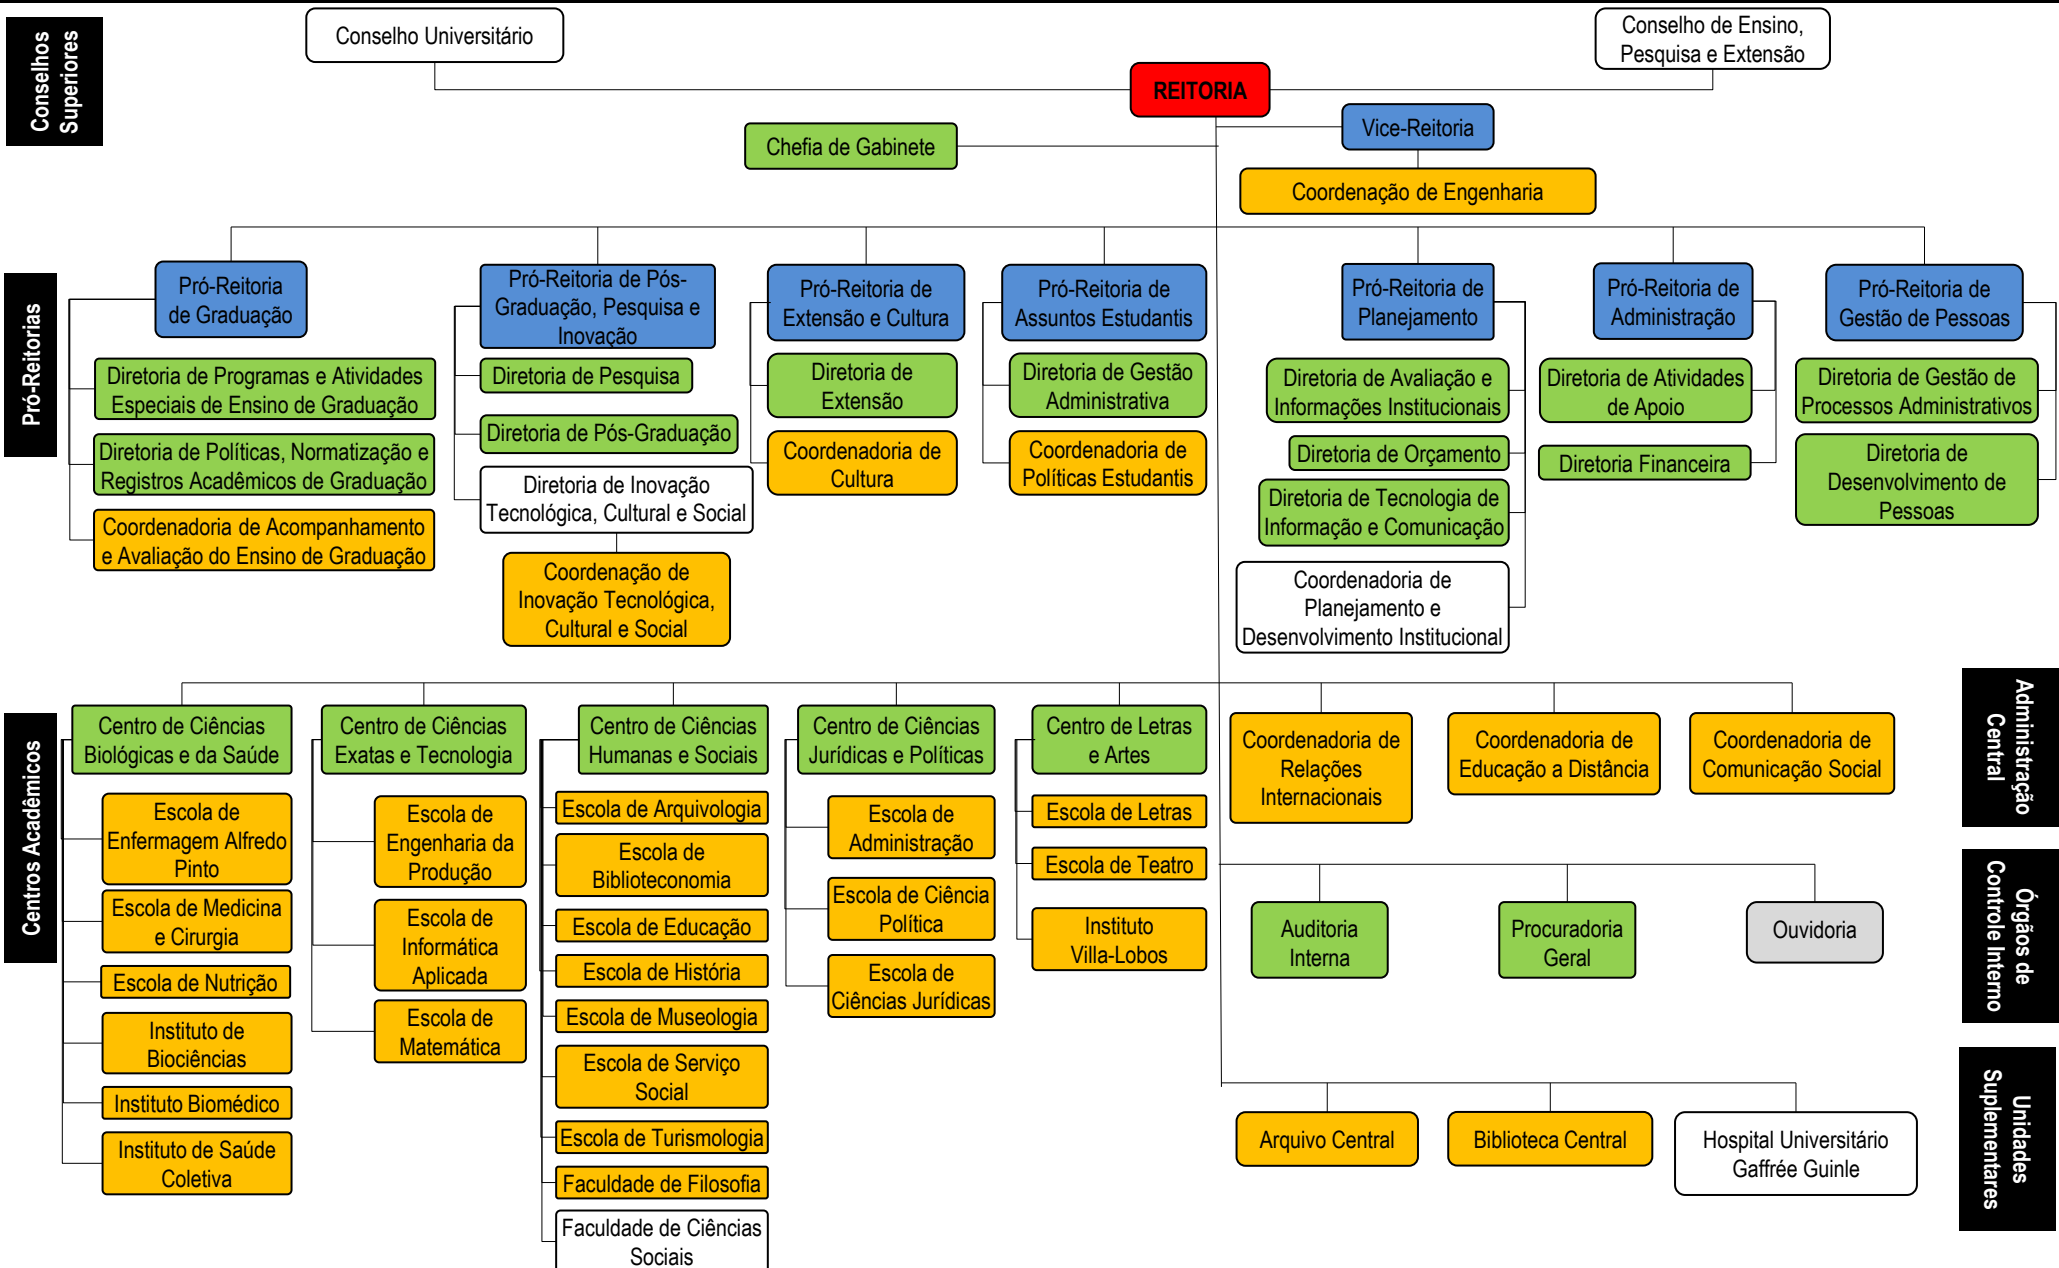 Conselhos
Superiores
Conselho Universitário
Conselho de Ensino,
Pesquisa e Extensão
REITORIA
Vice-Reitoria
Chefia de Gabinete
Coordenação de Engenharia
Pró-Reitorias
Pró-Reitoria
de Graduação
Diretoria de Programas e Atividades
Especiais de Ensino de Graduação
Diretoria de Políticas, Normatização e
Registros Acadêmicos de Graduação
Coordenadoria de Acompanhamento
e Avaliação do Ensino de Graduação
Pró-Reitoria de Pós-
Graduação, Pesquisa e
Inovação
Diretoria de Pesquisa
Diretoria de Pós-Graduação
Diretoria de Inovação
Tecnológica, Cultural e Social
Coordenação de
Inovação Tecnológica,
Cultural e Social
Pró-Reitoria de
Extensão e Cultura
Diretoria de
Extensão
Coordenadoria de
Cultura
Pró-Reitoria de
Assuntos Estudantis
Diretoria de Gestão
Administrativa
Coordenadoria de
Políticas Estudantis
Pró-Reitoria de
Planejamento
Diretoria de Avaliação e
Informações Institucionais
Diretoria de Orçamento
Diretoria de Tecnologia de
Informação e Comunicação
Coordenadoria de
Planejamento e
Desenvolvimento Institucional
Pró-Reitoria de
Administração
Diretoria de Atividades
de Apoio
Diretoria Financeira
Pró-Reitoria de
Gestão de Pessoas
Diretoria de Gestão de
Processos Administrativos
Diretoria de
Desenvolvimento de
Pessoas
Centros Acadêmicos
Centro de Ciências
Biológicas e da Saúde
Escola de
Enfermagem Alfredo
Pinto
Escola de Medicina
e Cirurgia
Escola de Nutrição
Instituto de
Biociências
Instituto Biomédico
Instituto de Saúde
Coletiva
Centro de Ciências
Exatas e Tecnologia
Escola de
Engenharia da
Produção
Escola de
Informática
Aplicada
Escola de
Matemática
Centro de Ciências
Humanas e Sociais
Escola de Arquivologia
Escola de
Biblioteconomia
Escola de Educação
Escola de História
Escola de Museologia
Escola de Serviço
Social
Escola de Turismologia
Faculdade de Filosofia
Faculdade de Ciências
Sociais
Centro de Ciências
Jurídicas e Políticas
Escola de
Administração
Escola de Ciência
Política
Escola de
Ciências Jurídicas
Centro de Letras
e Artes
Escola de Letras
Escola de Teatro
Instituto
Villa-Lobos
Administração
Central
Coordenadoria de
Relações
Internacionais
Coordenadoria de
Educação a Distância
Coordenadoria de
Comunicação Social
Órgãos de
Controle Interno
Auditoria
Interna
Procuradoria
Geral
Ouvidoria
Unidades
Suplementares
Arquivo Central
Biblioteca Central
Hospital Universitário
Gaffrée Guinle